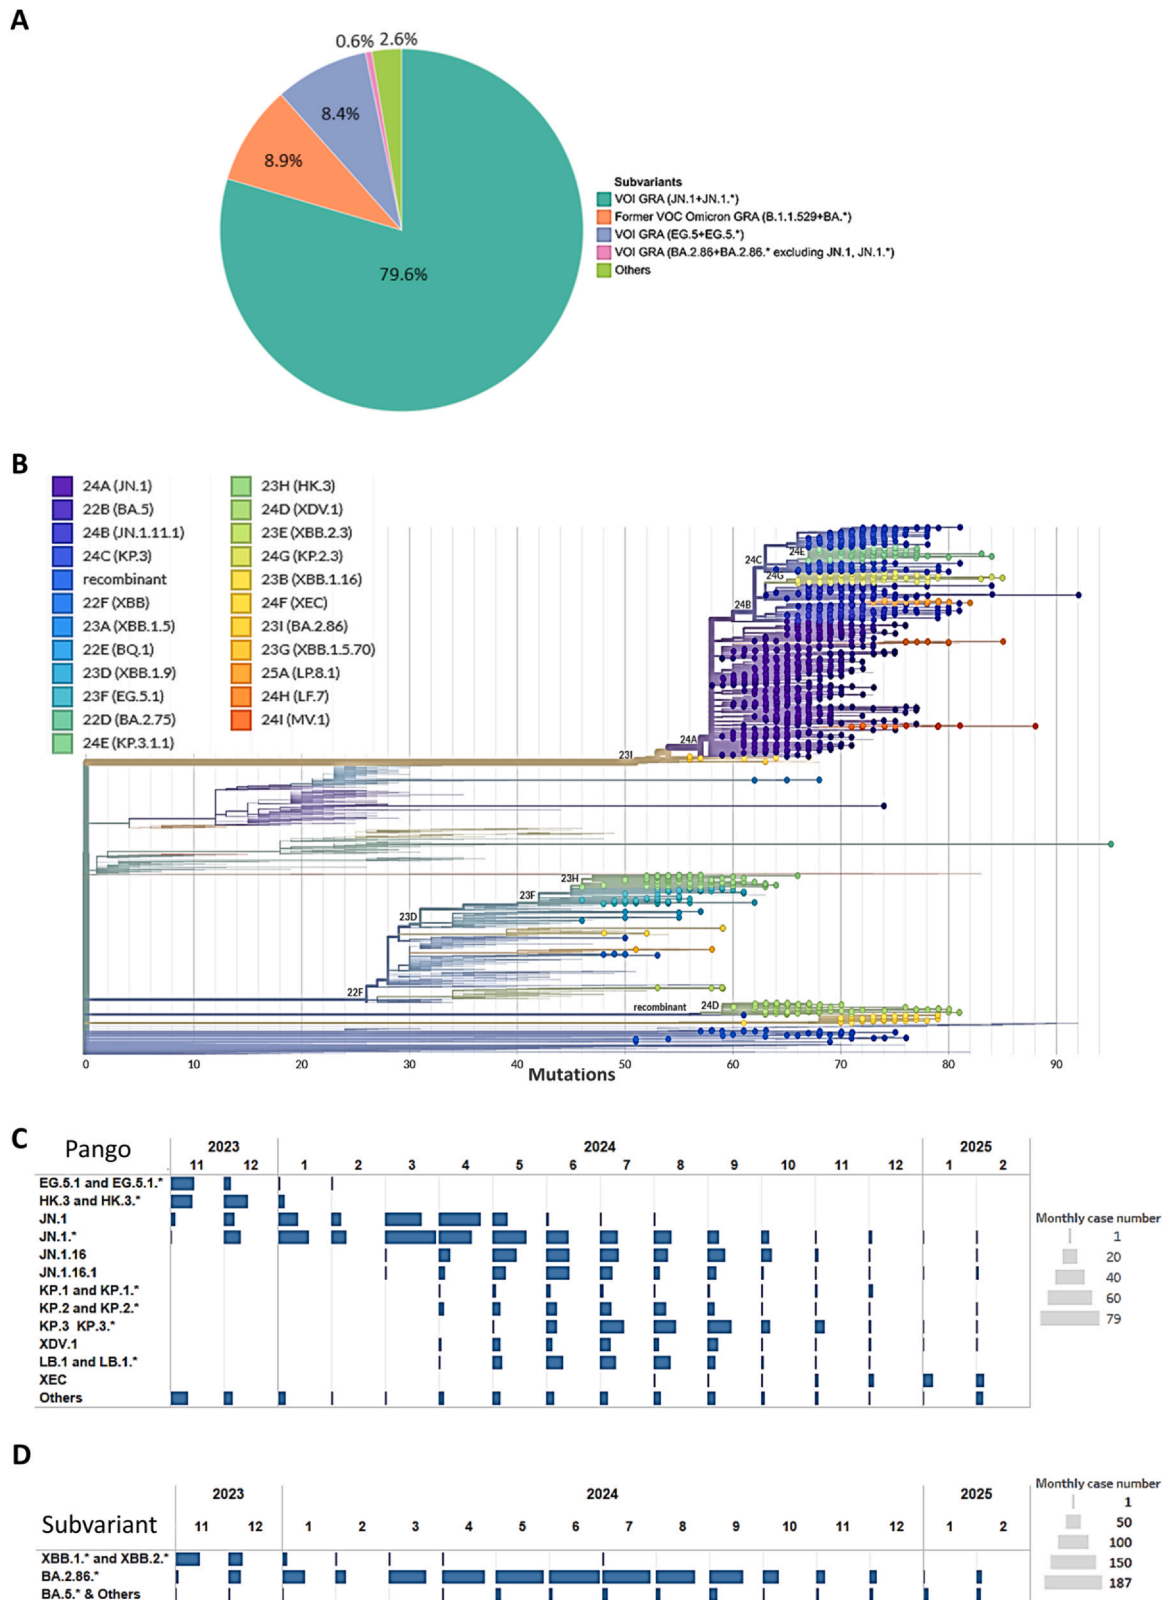 A
0.6% 2.6%
8.4%
8.9%
79.6%
Subvariants
VOI GRA (JN.1+JN.1.*)
Former VOC Omicron GRA (B.1.1.529+BA.*)
VOI GRA (EG.5+EG.5.*)
VOI GRA (BA.2.86+BA.2.86.* excluding JN.1, JN.1.*)
Others
B
24A (JN.1)
22B (BA.5)
24B (JN.1.11.1)
24C (KP.3)
recombinant
22F (XBB)
23A (XBB.1.5)
22E (BQ.1)
23D (XBB.1.9)
23F (EG.5.1)
22D (BA.2.75)
24E (KP.3.1.1)
23H (HK.3)
24D (XDV.1)
23E (XBB.2.3)
24G (KP.2.3)
23B (XBB.1.16)
24F (XEC)
23I (BA.2.86)
23G (XBB.1.5.70)
25A (LP.8.1)
24H (LF.7)
24I (MV.1)
24E
24C
24G
24B
24A
23I
23H
23F
23D
22F
recombinant 24D
0 10 20 30 40 50 60 70 80 90
Mutations
C
Pango
2023 2024 2025
11 12 1 2 3 4 5 6 7 8 9 10 11 12 1 2
EG.5.1 and EG.5.1.*
HK.3 and HK.3.*
JN.1
JN.1.*
JN.1.16
JN.1.16.1
KP.1 and KP.1.*
KP.2 and KP.2.*
KP.3 KP.3.*
XDV.1
LB.1 and LB.1.*
XEC
Others
Monthly case number
1
20
40
60
79
D
Subvariant
2023 2024 2025
11 12 1 2 3 4 5 6 7 8 9 10 11 12 1 2
XBB.1.* and XBB.2.*
BA.2.86.*
BA.5.* & Others
Monthly case number
1
50
100
150
187